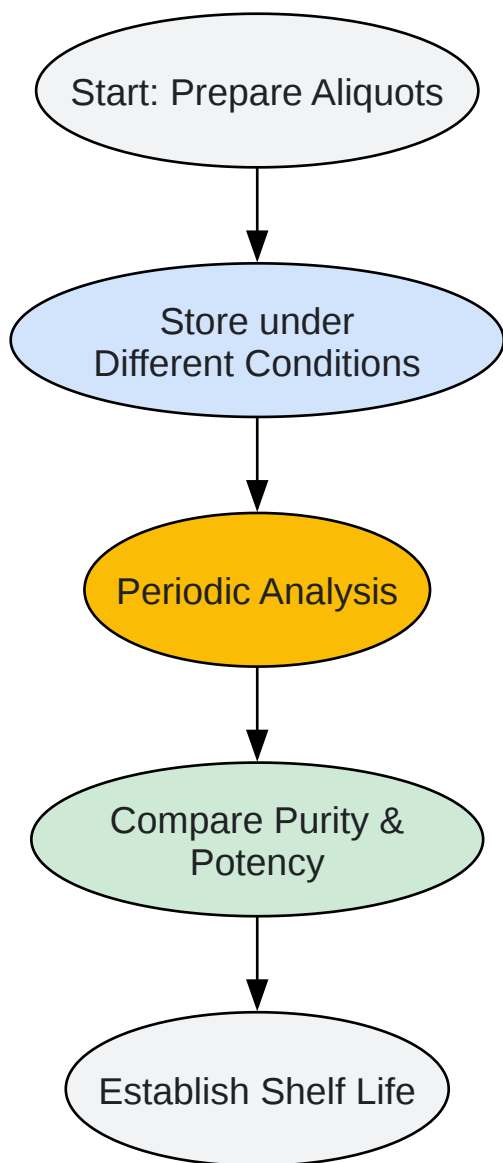 Start: Prepare Aliquots
Store under
Different Conditions
Periodic Analysis
Compare Purity &
Potency
Establish Shelf Life